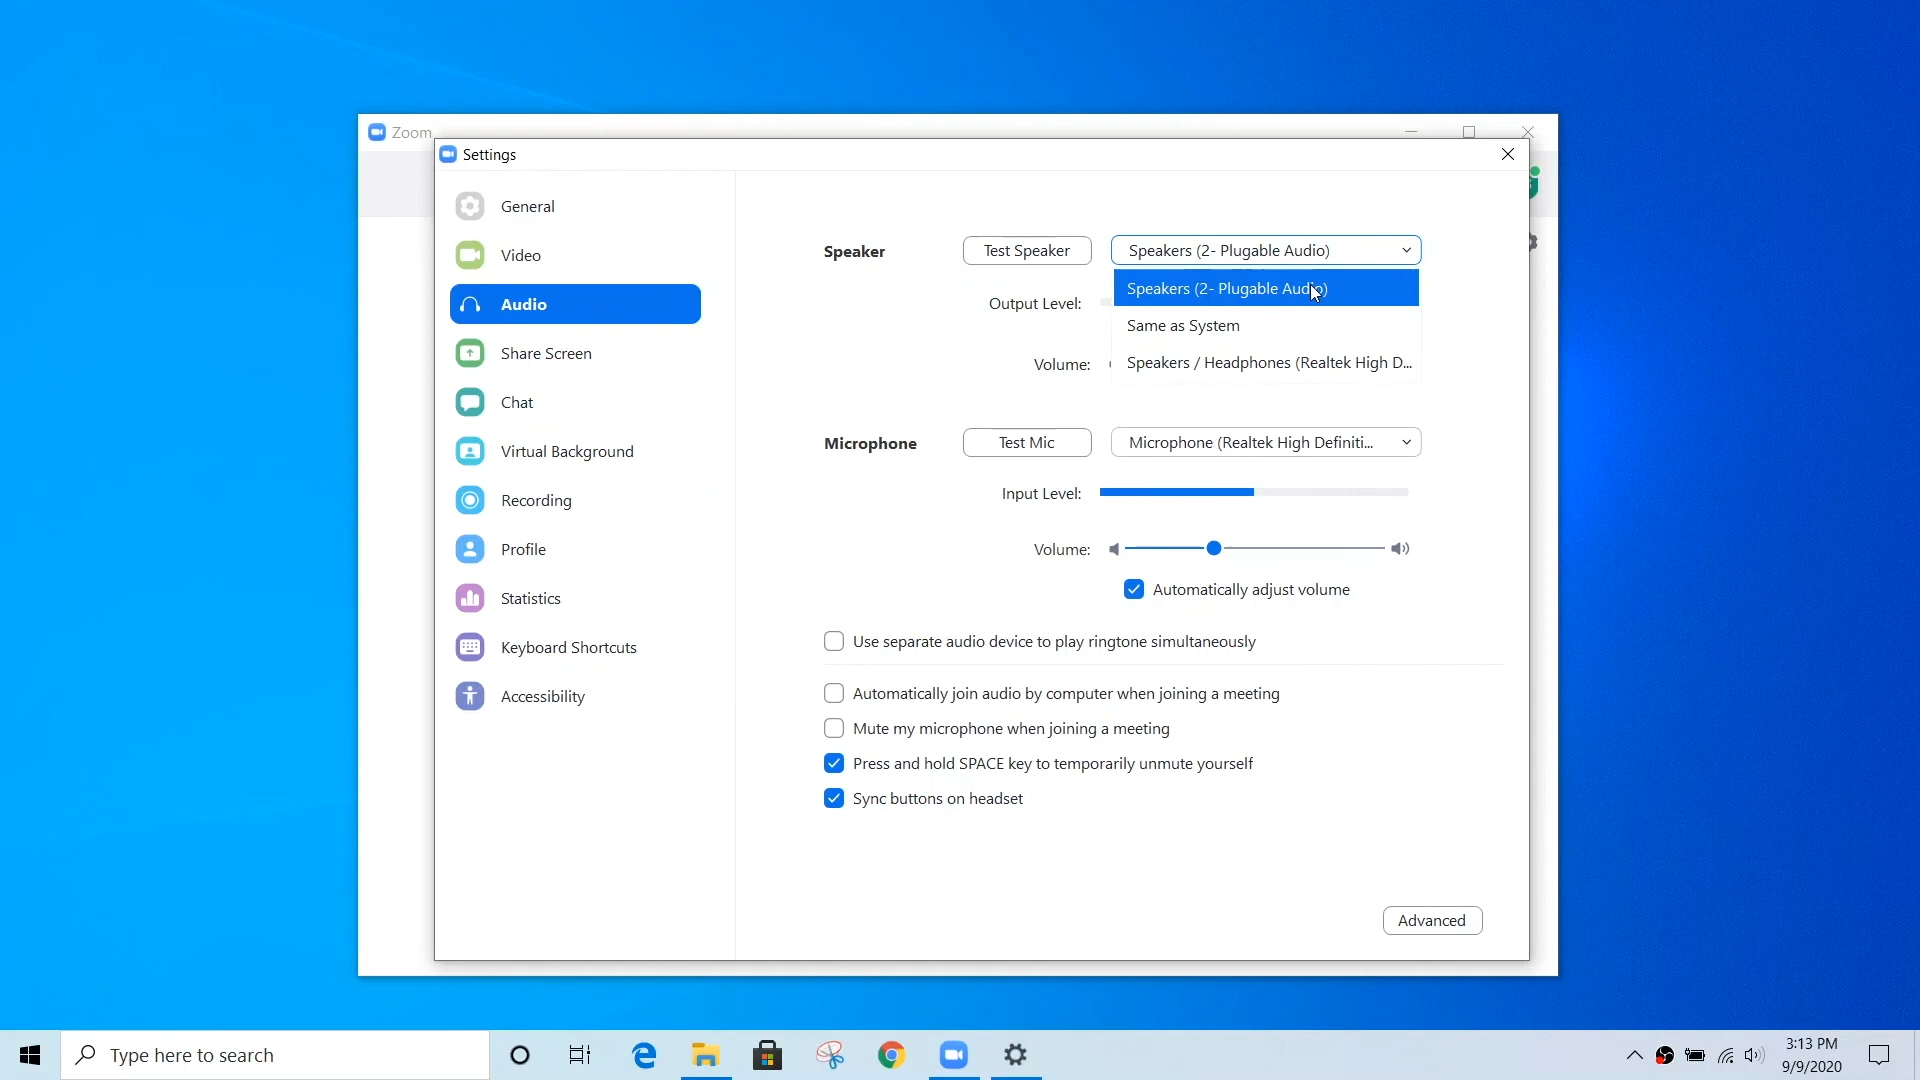 Zoom
Settings
General
Video
Audio
Share Screen
Chat
Virtual Background
Recording
Profile
Statistics
Keyboard Shortcuts
Accessibility
Speaker
Test Speaker
Speakers (2- Plugable Audio)
Speakers (2- Plugable Audio)
Same as System
Speakers / Headphones (Realtek High D...
Output Level:
Volume:
Microphone
Test Mic
Microphone (Realtek High Definiti...
Input Level:
Volume:
Automatically adjust volume
Use separate audio device to play ringtone simultaneously
Automatically join audio by computer when joining a meeting
Mute my microphone when joining a meeting
Press and hold SPACE key to temporarily unmute yourself
Sync buttons on headset
Advanced
Type here to search
3:13 PM
9/9/2020